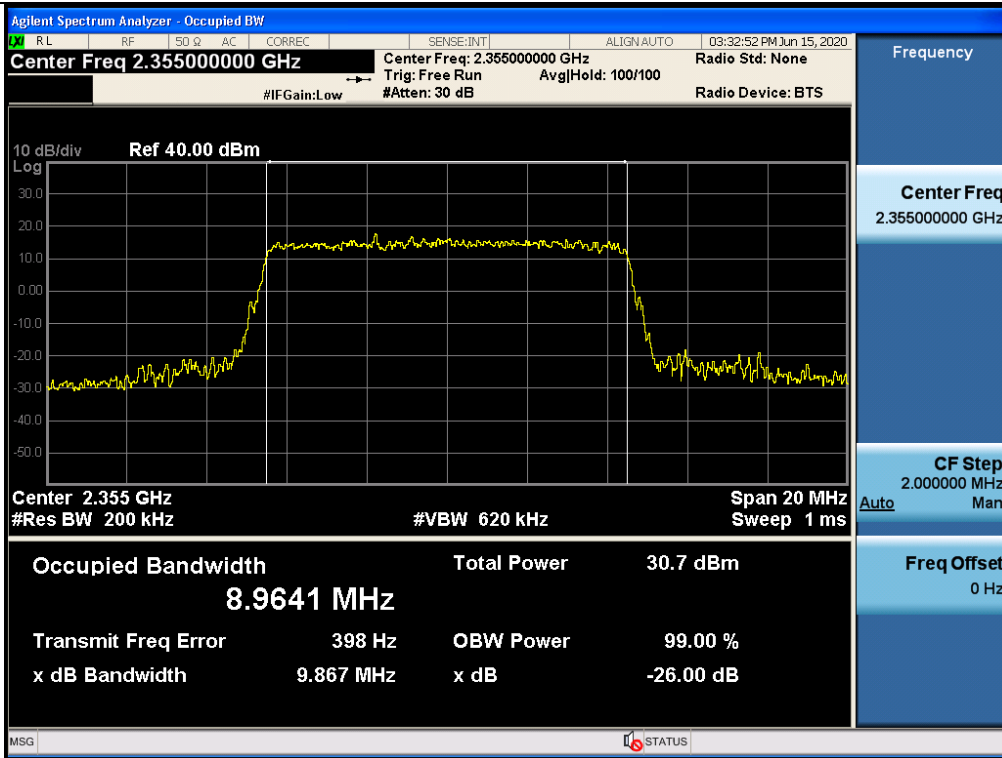 Agilent Spectrum Analyzer - Occupied BW
LXI RL RF 50 Ω AC CORREC SENSE:INT ALIGNAUTO 03:32:52 PM Jun 15, 2020
Center Freq 2.355000000 GHz
Center Freq: 2.355000000 GHz
Radio Std: None
Trig: Free Run Avg|Hold: 100/100
#IFGain:Low
#Atten: 30 dB
Radio Device: BTS
10 dB/div Ref 40.00 dBm
Log
30.0
20.0
10.0
0.00
-10.0
-20.0
-30.0
-40.0
-50.0
Center 2.355 GHz Span 20 MHz
#Res BW 200 kHz #VBW 620 kHz Sweep 1 ms
Occupied Bandwidth Total Power 30.7 dBm
8.9641 MHz
Transmit Freq Error 398 Hz OBW Power 99.00 %
x dB Bandwidth 9.867 MHz x dB -26.00 dB
MSG STATUS
Frequency
Center Freq
2.355000000 GHz
CF Step
2.000000 MHz
Auto Man
Freq Offset
0 Hz